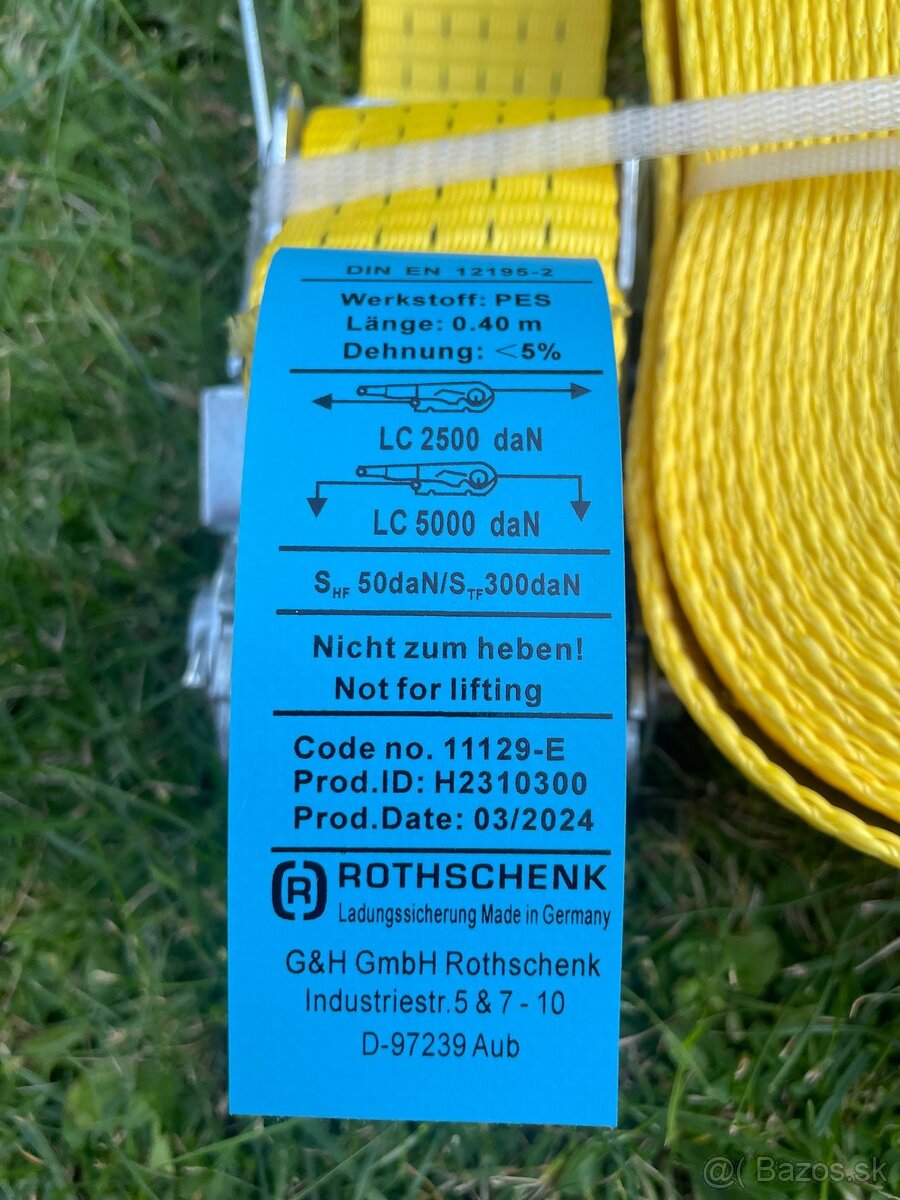 DIN EN 12195-2
Werkstoff: PES
Länge: 0.40 m
Dehnung: <5%
LC 2500 daN
LC 5000 daN
SHF 50daN/STF300daN
Nicht zum heben!
Not for lifting
Code no. 11129-E
Prod.ID: H2310300
Prod.Date: 03/2024
R ROTHSCHENK
Ladungssicherung Made in Germany
G&H GmbH Rothschenk
Industriestr.5 & 7 - 10
D-97239 Aub
@( Bazos.sk